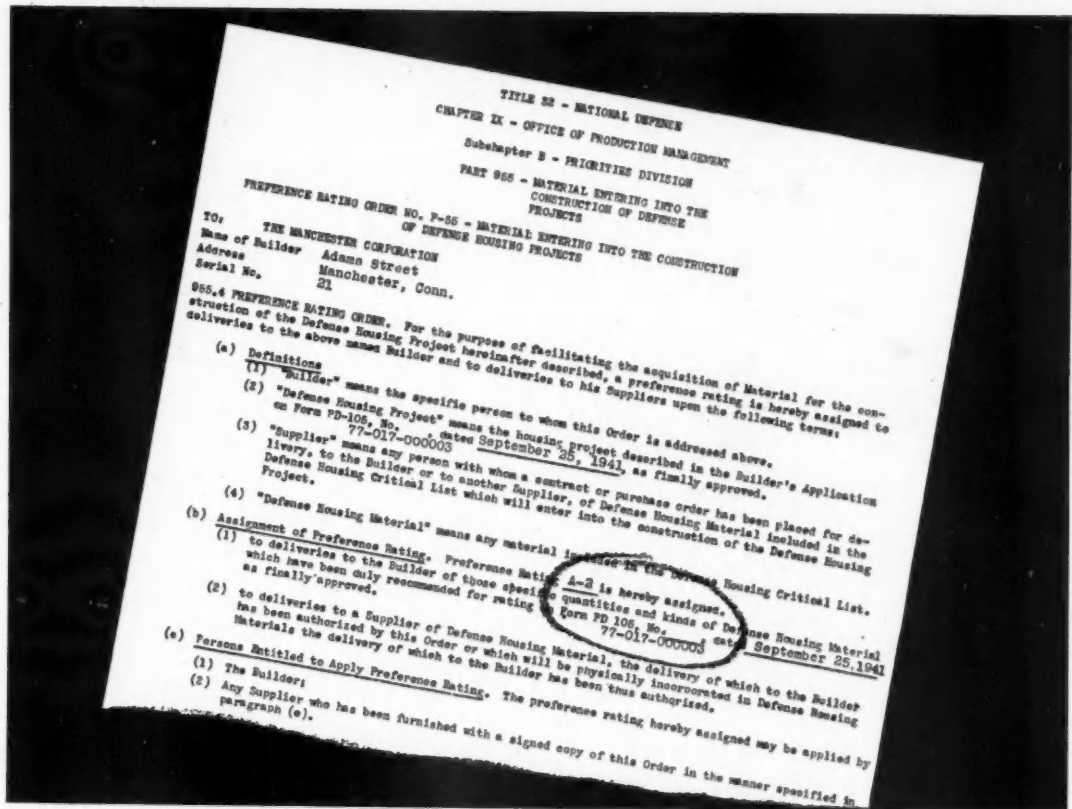 TITLE 32 - NATIONAL DEFENSE
CHAPTER IX - OFFICE OF PRODUCTION MANAGEMENT
Subchapter B - PRIORITIES DIVISION
PART 955 - MATERIAL ENTERING INTO THE
CONSTRUCTION OF DEFENSE
PROJECTS
PREFERENCE RATING ORDER NO. P-55 - MATERIAL ENTERING INTO THE CONSTRUCTION
OF DEFENSE HOUSING PROJECTS
TO: THE MANCHESTER CORPORATION
Name of Builder Adams Street
Address Manchester, Conn.
Serial No. 21
955.4 PREFERENCE RATING ORDER. For the purpose of facilitating the acquisition of Material for the con-
struction of the Defense Housing Project hereinafter described, a preference rating is hereby assigned to
deliveries to the above named Builder and to deliveries to his Suppliers upon the following terms:
(a) Definitions
(1) "Builder" means the specific person to whom this Order is addressed above.
(2) "Defense Housing Project" means the housing project described in the Builder's Application
on Form PD-105, No. 77-017-000003 dated September 25, 1941, as finally approved.
(3) "Supplier" means any person with whom a contract or purchase order has been placed for de-
livery, to the Builder or to another Supplier, of Defense Housing Material included in the
Defense Housing Critical List which will enter into the construction of the Defense Housing
Project.
(4) "Defense Housing Material" means any material included in the Defense Housing Critical List.
(b) Assignment of Preference Rating. Preference Rating A-2 is hereby assigned.
(1) to deliveries to the Builder of those specific quantities and kinds of Defense Housing Material
which have been duly recommended for rating on Form PD 105, No. 77-017-000003, date September 25,1941
as finally approved.
(2) to deliveries to a Supplier of Defense Housing Material, the delivery of which to the Builder
has been authorized by this Order or which will be physically incorporated in Defense Housing
Materials the delivery of which to the Builder has been thus authorized.
(c) Persons Entitled to Apply Preference Rating. The preference rating hereby assigned may be applied by
(1) The Builder;
(2) Any Supplier who has been furnished with a signed copy of this Order in the manner specified in
paragraph (e).